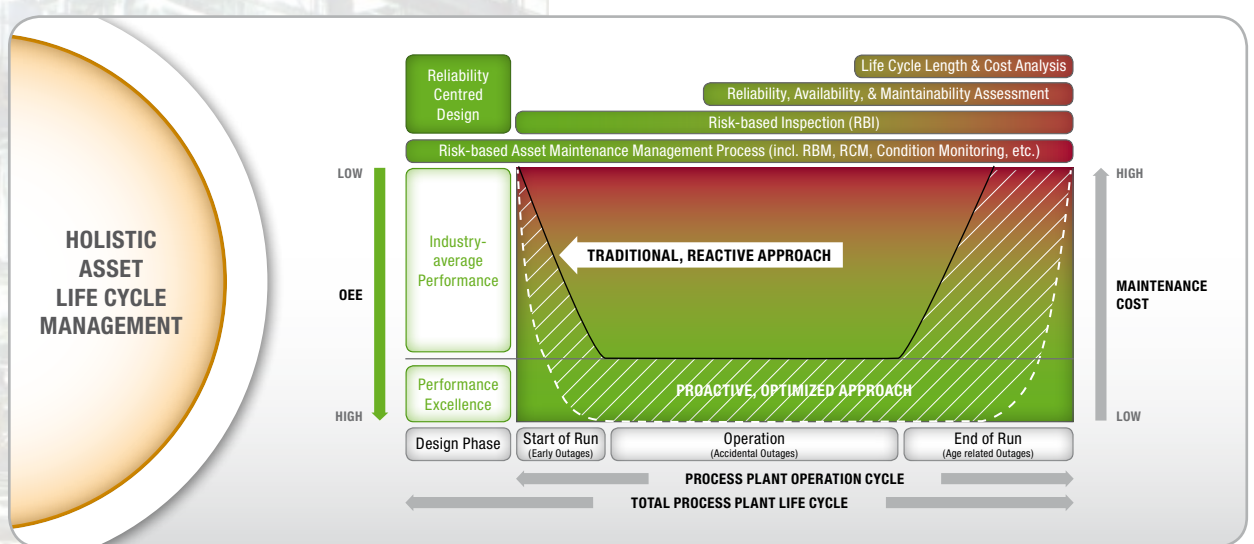 HOLISTIC
ASSET
LIFE CYCLE
MANAGEMENT
Reliability
Centred
Design
Life Cycle Length & Cost Analysis
Reliability, Availability, & Maintainability Assessment
Risk-based Inspection (RBI)
Risk-based Asset Maintenance Management Process (incl. RBM, RCM, Condition Monitoring, etc.)
LOW
OEE
HIGH
Industry-
average
Performance
Performance
Excellence
TRADITIONAL, REACTIVE APPROACH
PROACTIVE, OPTIMIZED APPROACH
HIGH
MAINTENANCE
COST
LOW
Design Phase
Start of Run
(Early Outages)
Operation
(Accidental Outages)
End of Run
(Age related Outages)
PROCESS PLANT OPERATION CYCLE
TOTAL PROCESS PLANT LIFE CYCLE